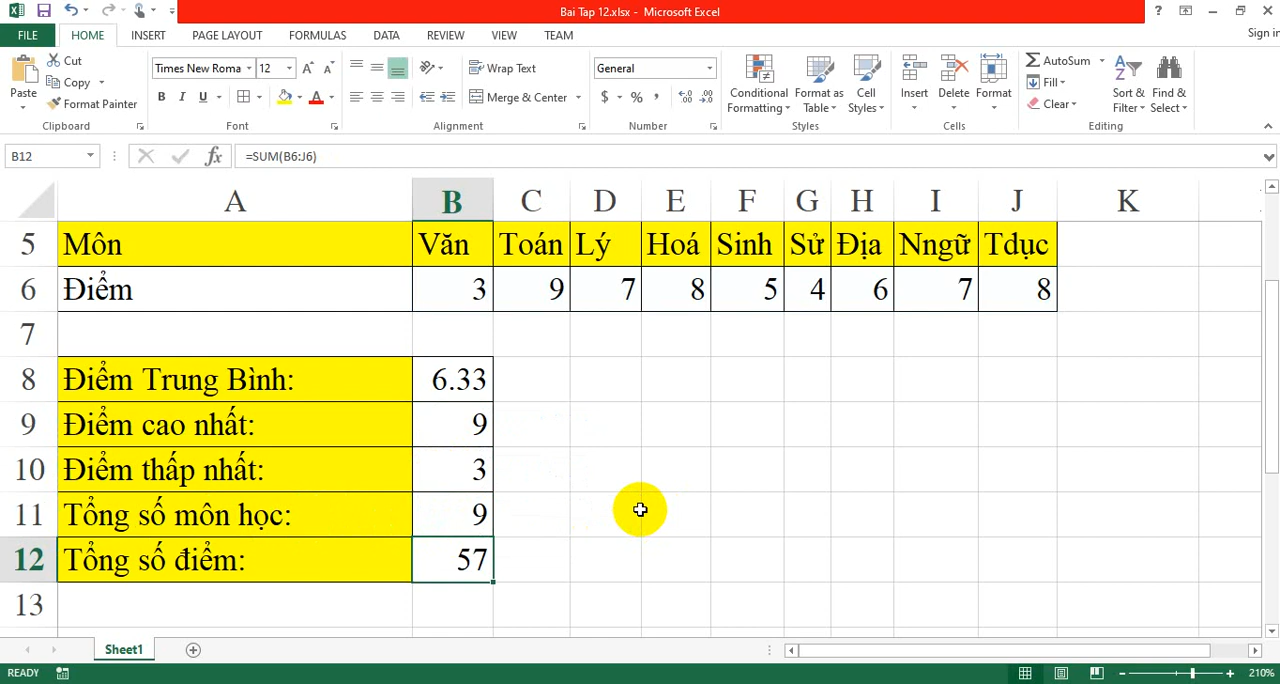 Bai Tap 12.xlsx - Microsoft Excel
?
FILE HOME INSERT PAGE LAYOUT FORMULAS DATA REVIEW VIEW TEAM Sign in
Paste
Cut
Copy
Format Painter
Clipboard
Times New Roma 12
B I U
Font
Wrap Text
Merge & Center
Alignment
General
$ % ,
Number
Conditional Formatting
Format as Table
Cell Styles
Styles
Insert Delete Format
Cells
AutoSum
Fill
Clear
Sort & Filter
Find & Select
Editing
B12 fx =SUM(B6:J6)
A B C D E F G H I J K
5 Môn Văn Toán Lý Hoá Sinh Sử Địa Nngữ Tdục
6 Điểm 3 9 7 8 5 4 6 7 8
7
8 Điểm Trung Bình: 6.33
9 Điểm cao nhất: 9
10 Điểm thấp nhất: 3
11 Tổng số môn học: 9
12 Tổng số điểm: 57
13
Sheet1
READY 210%